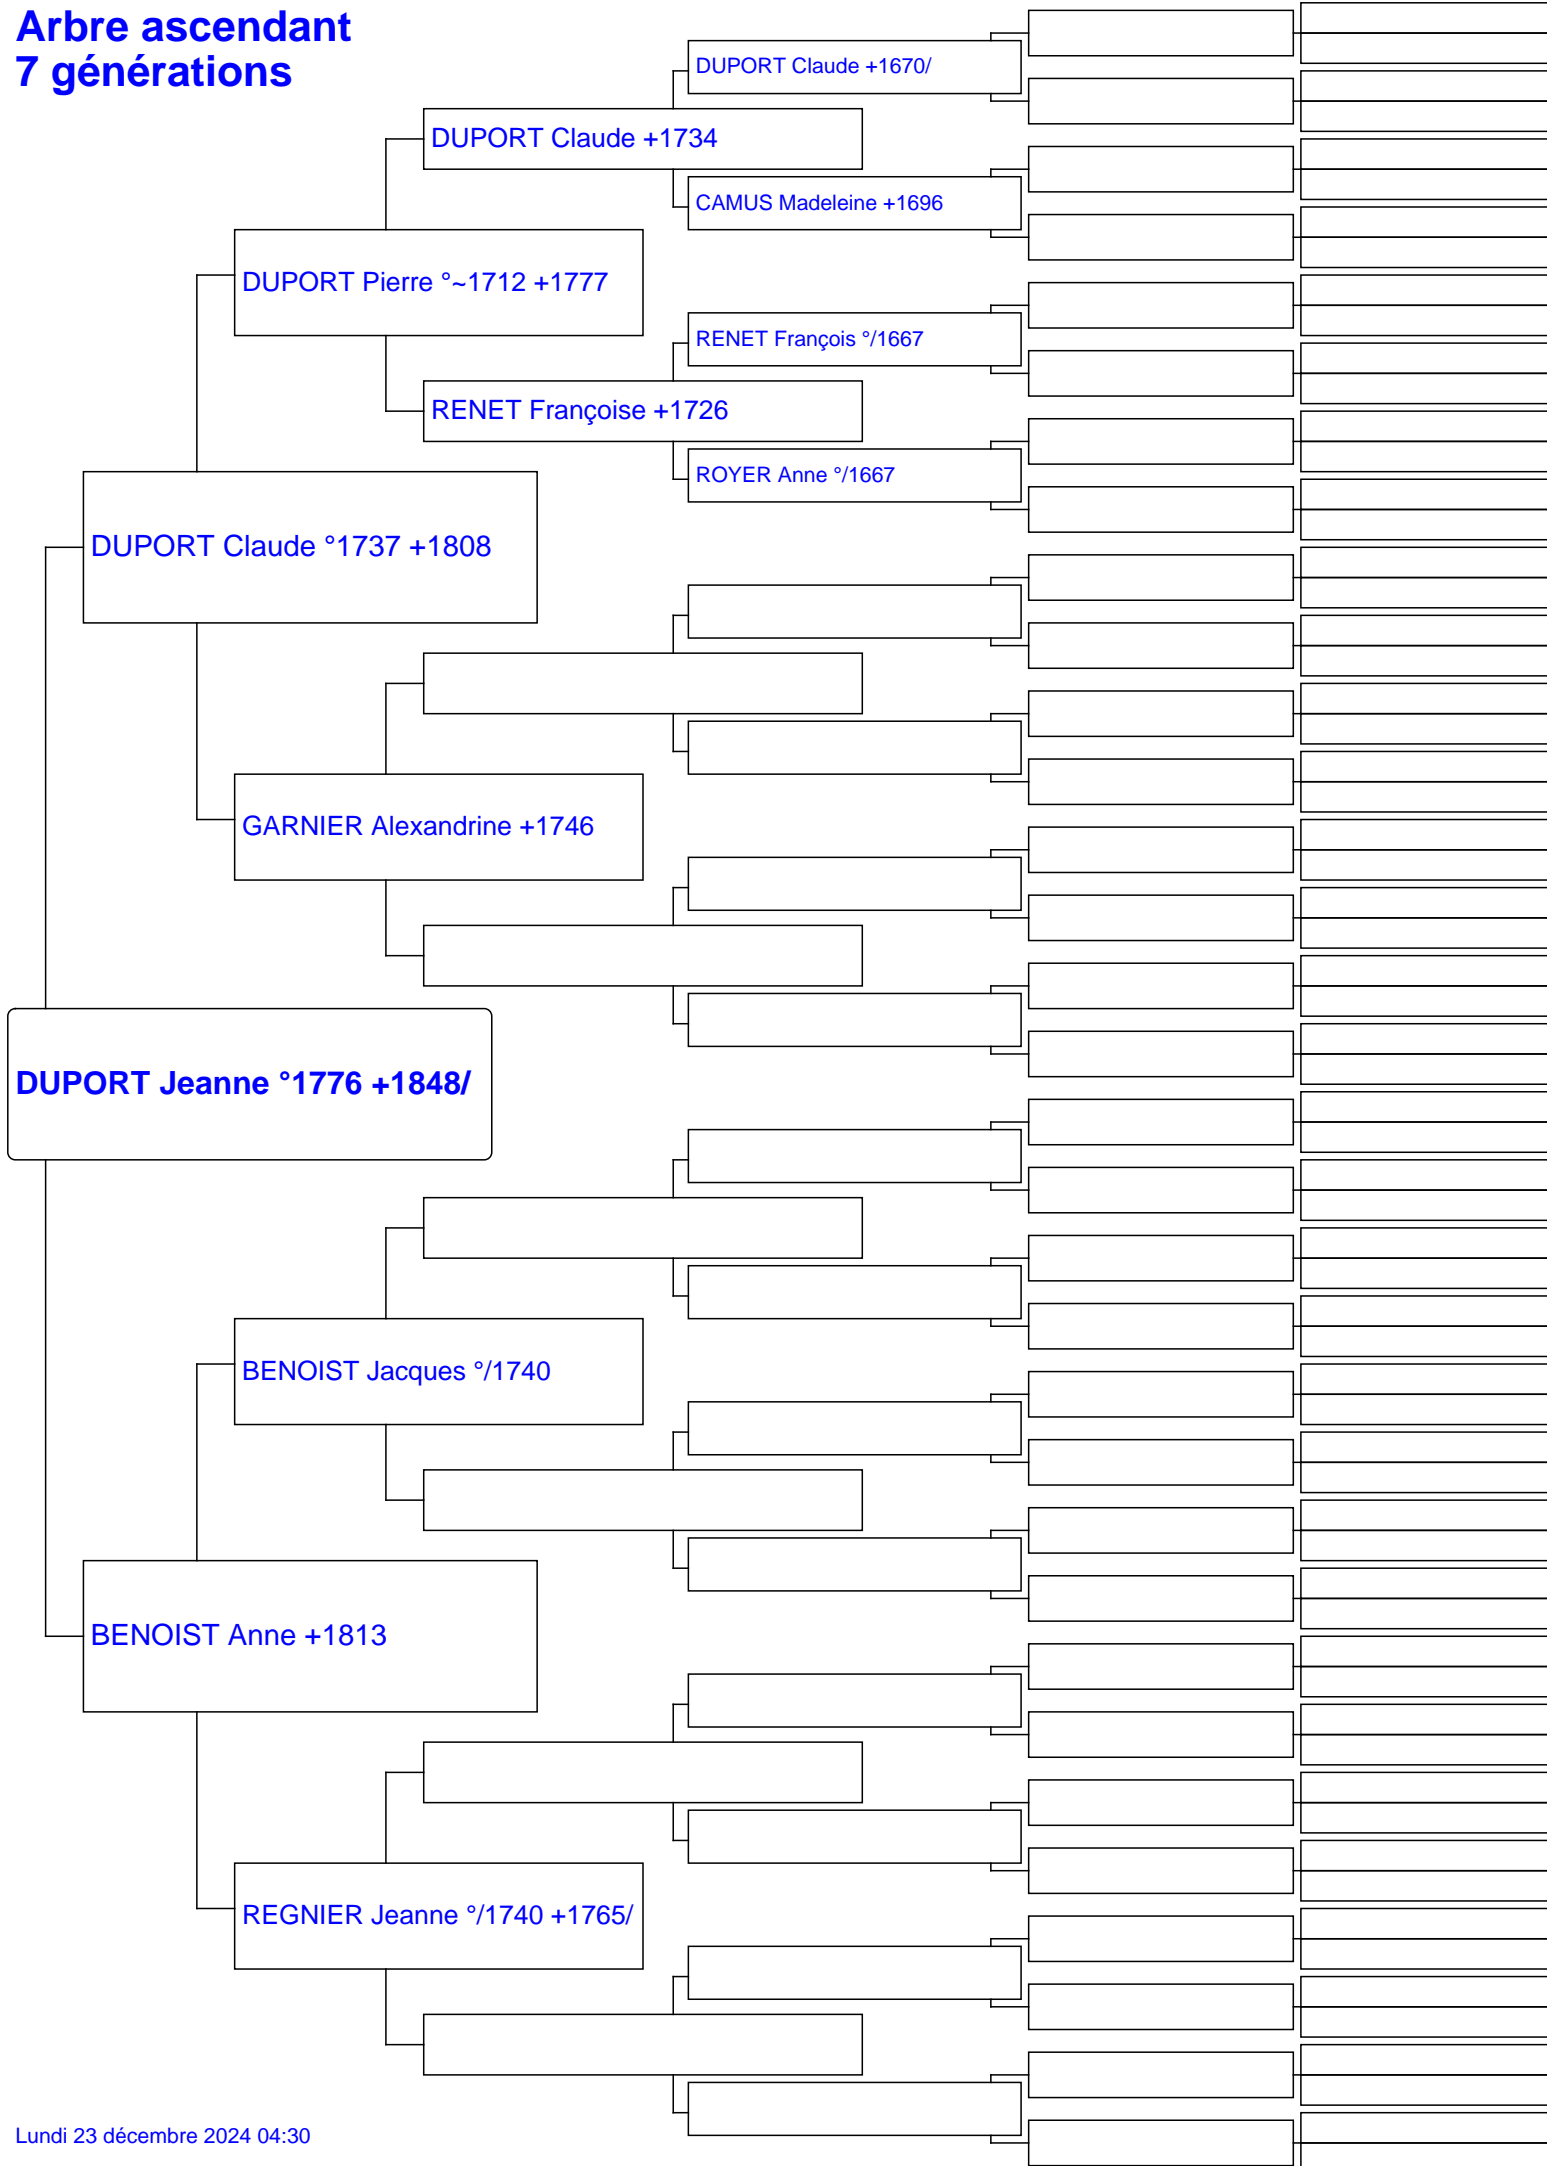 Arbre ascendant
7 générations
DUPORT Claude +1670/
DUPORT Claude +1734
CAMUS Madeleine +1696
DUPORT Pierre °~1712 +1777
RENET François °/1667
RENET Françoise +1726
ROYER Anne °/1667
DUPORT Claude °1737 +1808
GARNIER Alexandrine +1746
DUPORT Jeanne °1776 +1848/
BENOIST Jacques °/1740
BENOIST Anne +1813
REGNIER Jeanne °/1740 +1765/
Lundi 23 décembre 2024 04:30